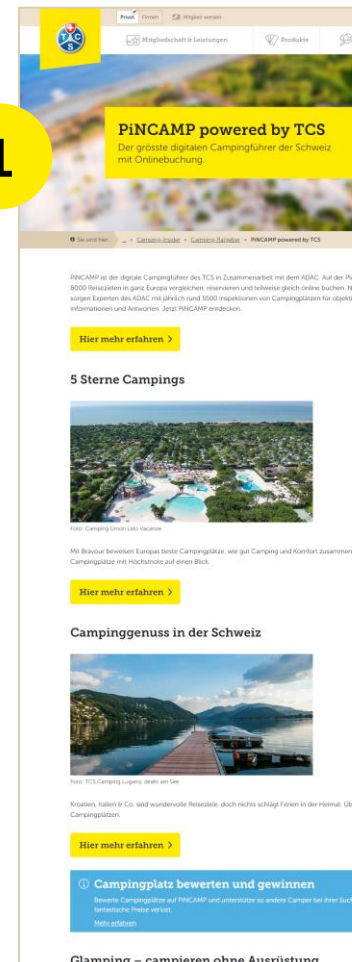 Privat Firmen Mitglied werden
TCS
Mitgliedschaft & Leistungen Produkte
1
PiNCAMP powered by TCS
Der grösste digitalen Campingführer der Schweiz
mit Onlinebuchung.
Sie sind hier: ... • Camping-Insider • Camping-Ratgeber • PiNCAMP powered by TCS
PiNCAMP ist der digitale Campingführer des TCS in Zusammenarbeit mit dem ADAC. Auf der Pla
8000 Reisezielen in ganz Europa vergleichen, reservieren und teilweise gleich online buchen. N
sorgen Experten des ADAC mit jährlich rund 5500 Inspektionen von Campingplätzen für objekti
Informationen und Antworten. Jetzt PiNCAMP entdecken.
Hier mehr erfahren >
5 Sterne Campings
Foto: Camping Union Lido Vacanze
Mit Bravour beweisen Europas beste Campingplätze, wie gut Camping und Komfort zusammen
Campingplätze mit Höchstnote auf einen Blick.
Hier mehr erfahren >
Campinggenuss in der Schweiz
Foto: TCS Camping Lugano, direkt am See
Kroatien, Italien & Co. sind wundervolle Reiseziele, doch nichts schlägt Ferien in der Heimat. Üb
Campingplätzen.
Hier mehr erfahren >
Campingplatz bewerten und gewinnen
Bewerte Campingplätze auf PiNCAMP und unterstütze so andere Camper bei ihrer Such
fantastische Preise verlost.
Mehr erfahren
Glamping – campieren ohne Ausrüstung